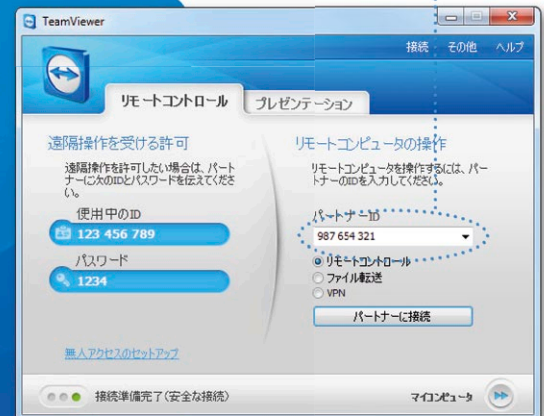 TeamViewer
接続 その他 ヘルプ
リモートコントロール プレゼンテーション
遠隔操作を受ける許可
遠隔操作を許可したい場合は、パート
ナーに次のIDとパスワードを伝えてくださ
い。
使用中のID
123 456 789
パスワード
1234
無人アクセスのセットアップ
リモートコンピュータの操作
リモートコンピュータを操作するには、パー
トナーのIDを入力してください。
パートナーID
987 654 321
リモートコントロール
ファイル転送
VPN
パートナーに接続
接続準備完了(安全な接続)
マイコンピュータ